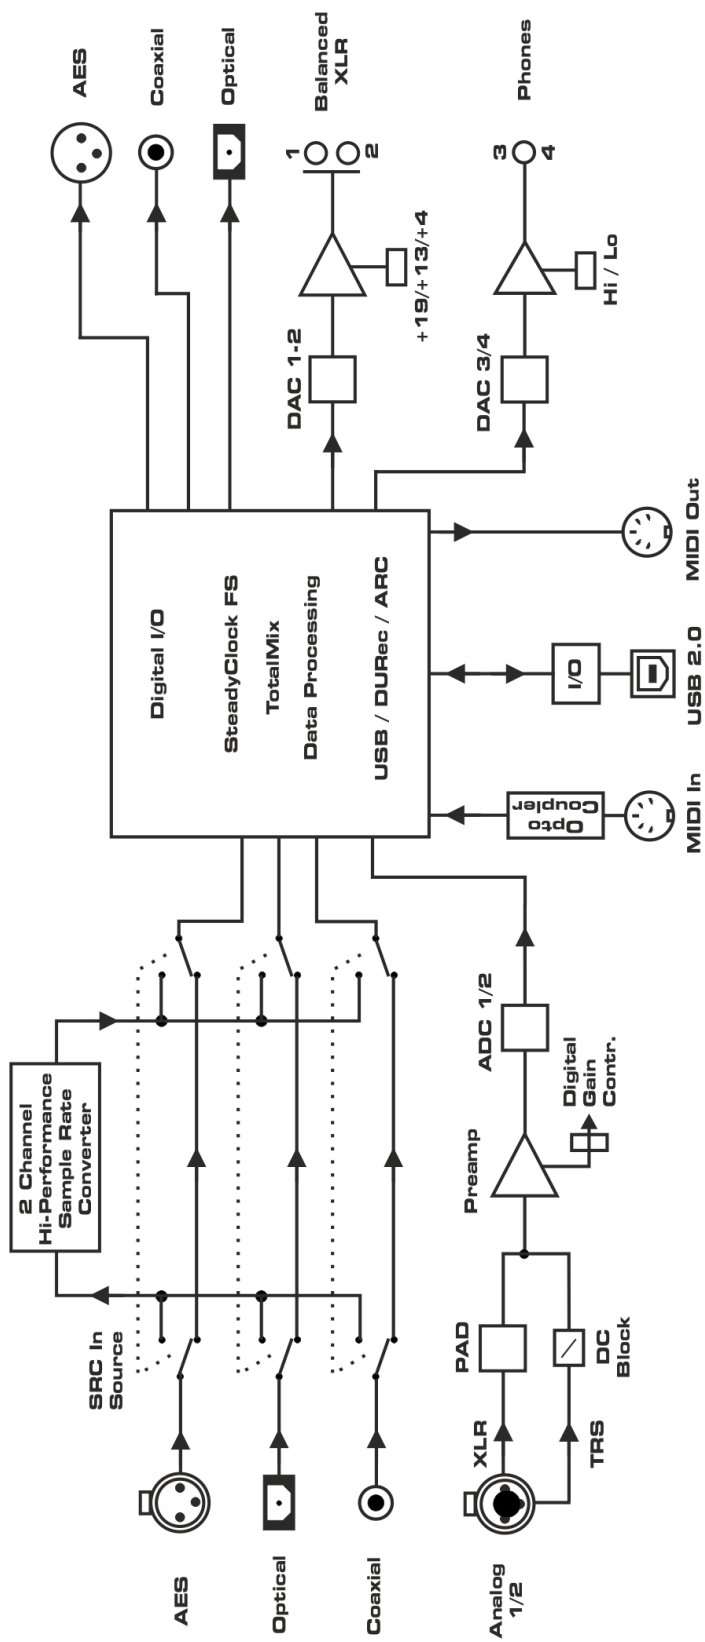 AES
Coaxial
Optical
Balanced
XLR
Phones
1
2
3
4
+19/+13/+4
Hi / Lo
DAC 1-2
DAC 3/4
Digital I/O
SteadyClock FS
TotalMix
Data Processing
USB / DURec / ARC
MIDI Out
I/O
USB 2.0
Opto
Coupler
MIDI In
2 Channel
Hi-Performance
Sample Rate
Converter
SRC In
Source
ADC 1/2
Digital
Gain
Contr.
Preamp
PAD
DC
Block
XLR
TRS
AES
Optical
Coaxial
Analog
1/2